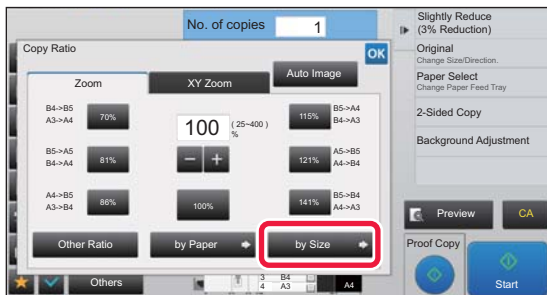 No. of copies 1
Slightly Reduce
(3% Reduction)
Original
Change Size/Direction.
Paper Select
Change Paper Feed Tray
2-Sided Copy
Background Adjustment
Copy Ratio
OK
Auto Image
Zoom
XY Zoom
B4->B5
A3->A4
70%
100
( 25~400 )
%
115%
B5->A4
B4->A3
B5->B5
B4->A4
81%
121%
A5->B5
A4->B4
A4->B5
A3->B4
86%
100%
141%
B5->B4
A4->A3
Other Ratio
by Paper
by Size
Preview
CA
Proof Copy
Start
Others
3 B4
4 A3
A4